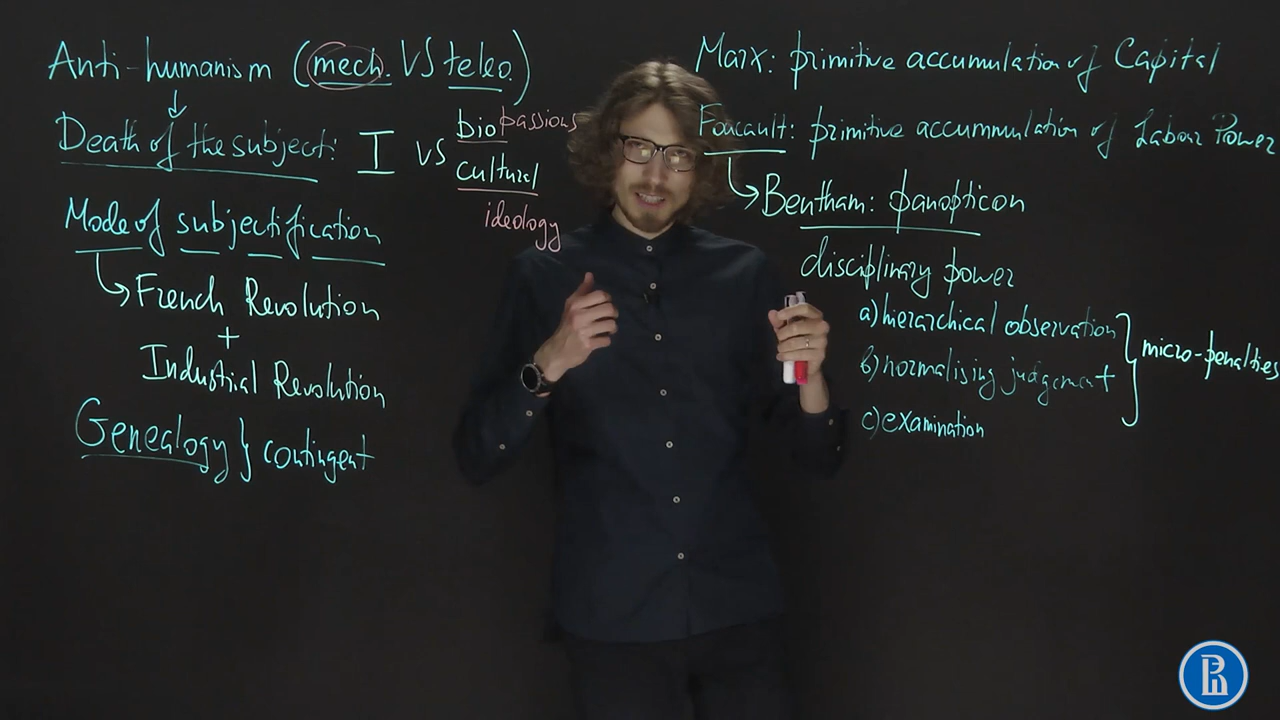 Anti-humanism (mech. VS teleo.)
Death of the subject: I vs bio passions
cultural
ideology
Mode of subjectification
French Revolution
+
Industrial Revolution
Genealogy } contingent
Marx: primitive accumulation of Capital
Foucault: primitive accummulation of Labour Power
Bentham: panopticon
disciplinary power
a) hierarchical observation
b) normalising judgement
c) examination
} micro-penalties